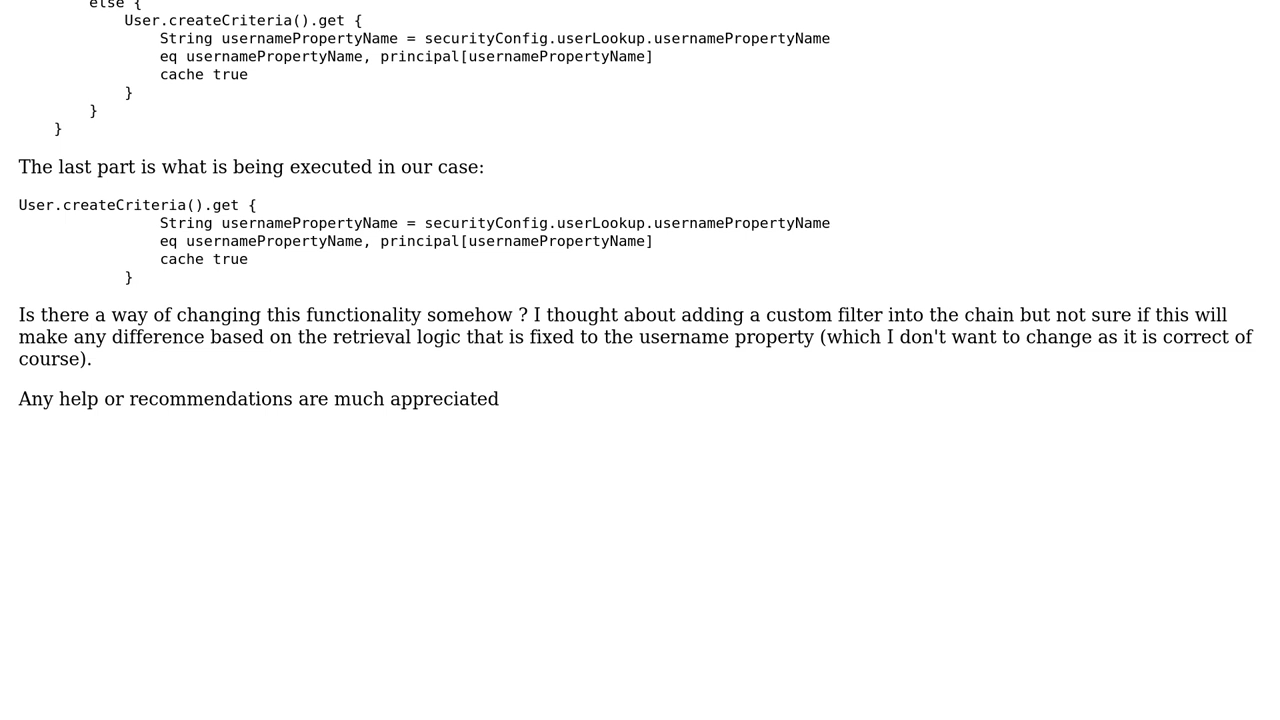 else {
User.createCriteria().get {
String usernamePropertyName = securityConfig.userLookup.usernamePropertyName
eq usernamePropertyName, principal[usernamePropertyName]
cache true
}
}
}
The last part is what is being executed in our case:
User.createCriteria().get {
String usernamePropertyName = securityConfig.userLookup.usernamePropertyName
eq usernamePropertyName, principal[usernamePropertyName]
cache true
}
Is there a way of changing this functionality somehow ? I thought about adding a custom filter into the chain but not sure if this will
make any difference based on the retrieval logic that is fixed to the username property (which I don't want to change as it is correct of
course).
Any help or recommendations are much appreciated